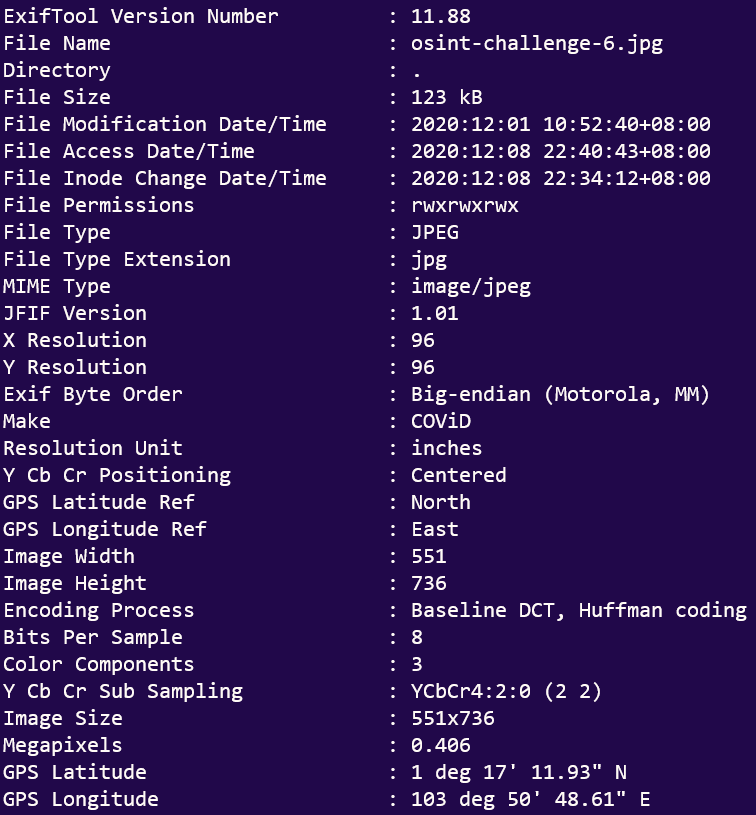 ExifTool Version Number : 11.88
File Name : osint-challenge-6.jpg
Directory : .
File Size : 123 kB
File Modification Date/Time : 2020:12:01 10:52:40+08:00
File Access Date/Time : 2020:12:08 22:40:43+08:00
File Inode Change Date/Time : 2020:12:08 22:34:12+08:00
File Permissions : rwxrwxrwx
File Type : JPEG
File Type Extension : jpg
MIME Type : image/jpeg
JFIF Version : 1.01
X Resolution : 96
Y Resolution : 96
Exif Byte Order : Big-endian (Motorola, MM)
Make : COViD
Resolution Unit : inches
Y Cb Cr Positioning : Centered
GPS Latitude Ref : North
GPS Longitude Ref : East
Image Width : 551
Image Height : 736
Encoding Process : Baseline DCT, Huffman coding
Bits Per Sample : 8
Color Components : 3
Y Cb Cr Sub Sampling : YCbCr4:2:0 (2 2)
Image Size : 551x736
Megapixels : 0.406
GPS Latitude : 1 deg 17' 11.93" N
GPS Longitude : 103 deg 50' 48.61" E